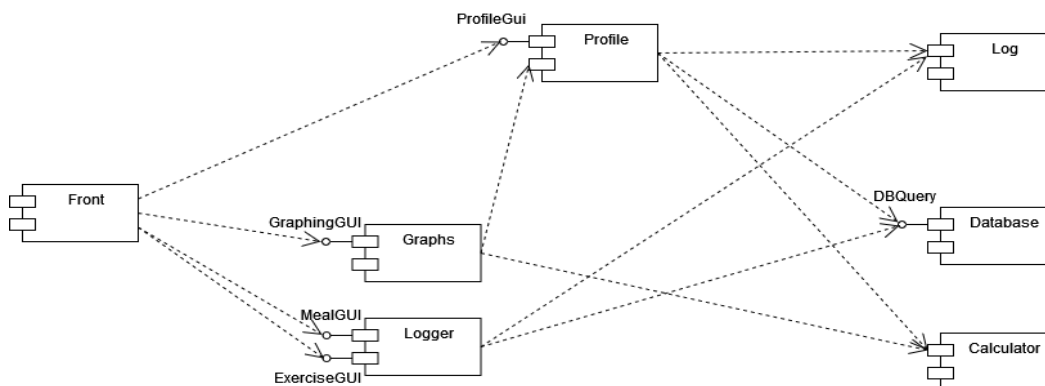 ProfileGui
Profile
Log
Front
GraphingGUI
Graphs
DBQuery
Database
MealGUI
Logger
ExerciseGUI
Calculator